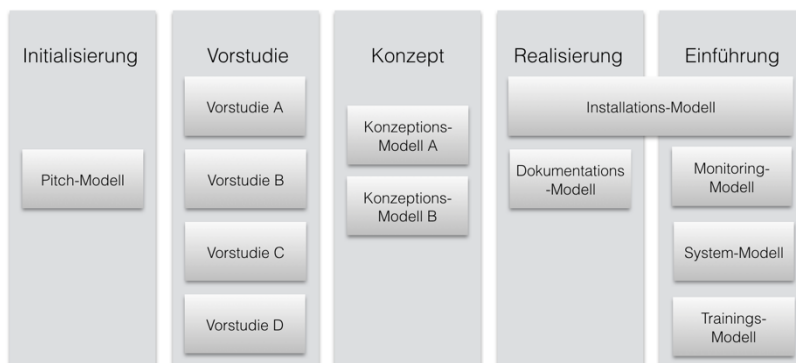 Initialisierung
Pitch-Modell
Vorstudie
Vorstudie A
Vorstudie B
Vorstudie C
Vorstudie D
Konzept
Konzeptions-
Modell A
Konzeptions-
Modell B
Realisierung
Einführung
Installations-Modell
Dokumentations
-Modell
Monitoring-
Modell
System-Modell
Trainings-
Modell